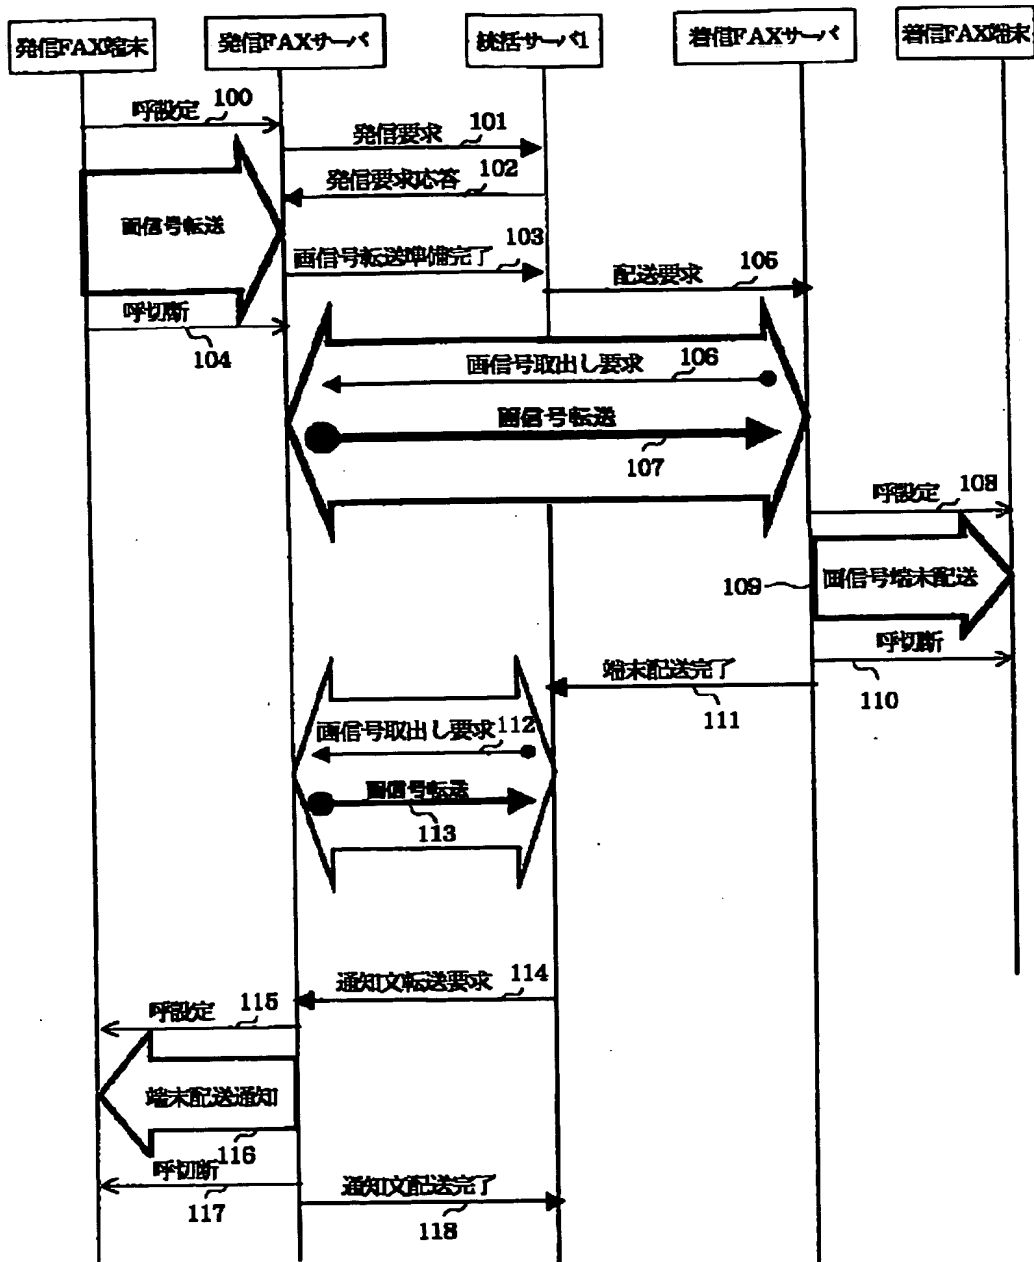 発信FAX端末
発信FAXサーバ
統括サーバ1
着信FAXサーバ
着信FAX端末
呼設定
100
発信要求
101
発信要求応答
102
画信号転送
画信号転送準備完了
103
配送要求
105
呼切断
104
画信号取出し要求
106
画信号転送
107
呼設定
108
109
画信号端末配送
呼切断
110
端末配送完了
111
画信号取出し要求
112
画信号転送
113
通知文転送要求
114
呼設定
115
端末配送通知
116
呼切断
117
通知文配送完了
118